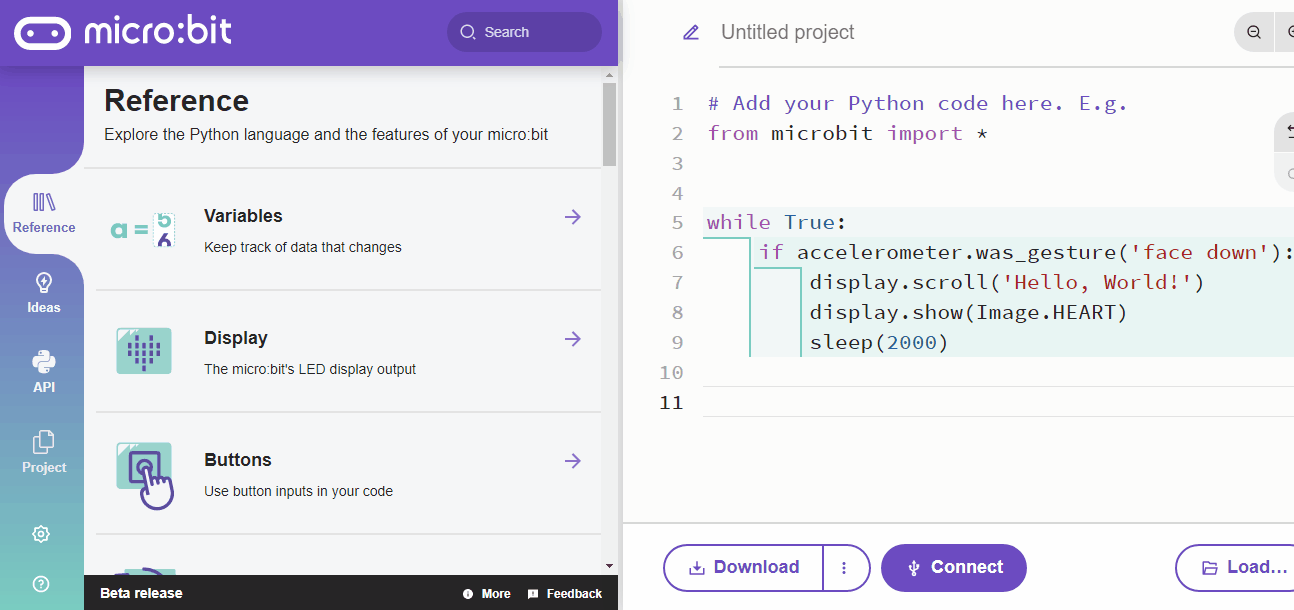 micro:bit
Search
Reference
Explore the Python language and the features of your micro:bit
Reference
Ideas
API
Project
a = 5 6
Variables
Keep track of data that changes
Display
The micro:bit's LED display output
Buttons
Use button inputs in your code
Beta release
More
Feedback
Untitled project
1 # Add your Python code here. E.g.
2 from microbit import *
3
4
5 while True:
6 if accelerometer.was_gesture('face down'):
7 display.scroll('Hello, World!')
8 display.show(Image.HEART)
9 sleep(2000)
10
11
Download
Connect
Load...